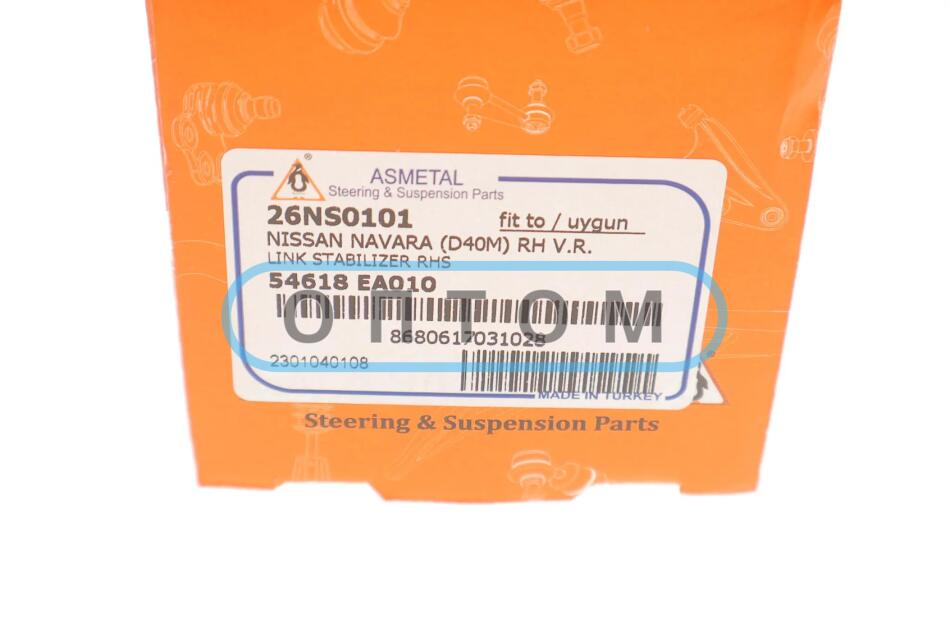 ®
ASMETAL
Steering & Suspension Parts
26NS0101 fit to / uygun
NISSAN NAVARA (D40M) RH V.R.
LINK STABILIZER RHS
54618 EA010
ОПТОМ
8680617031028
2301040108
MADE IN TURKEY
Steering & Suspension Parts